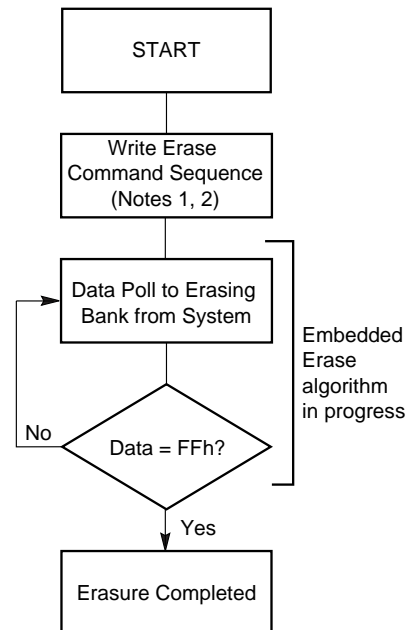 START
Write Erase
Command Sequence
(Notes 1, 2)
Data Poll to Erasing
Bank from System
Embedded
Erase
algorithm
in progress
No
Data = FFh?
Yes
Erasure Completed